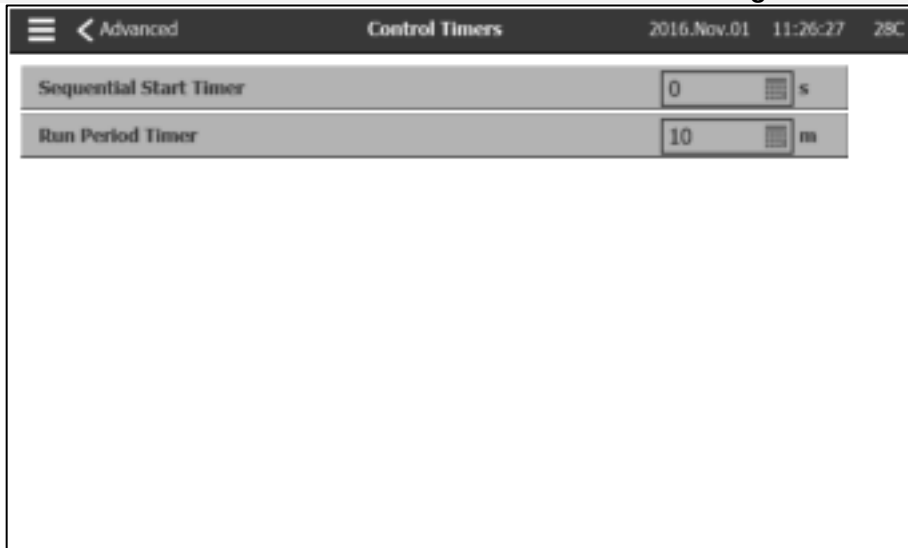 Advanced Control Timers 2016.Nov.01 11:26:27 28C
Sequential Start Timer 0 s
Run Period Timer 10 m